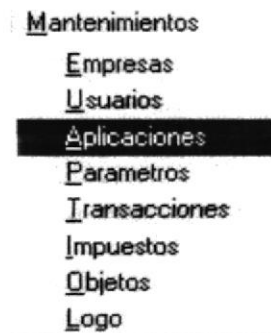 Mantenimientos
Empresas
Usuarios
Aplicaciones
Parametros
Transacciones
Impuestos
Objetos
Logo